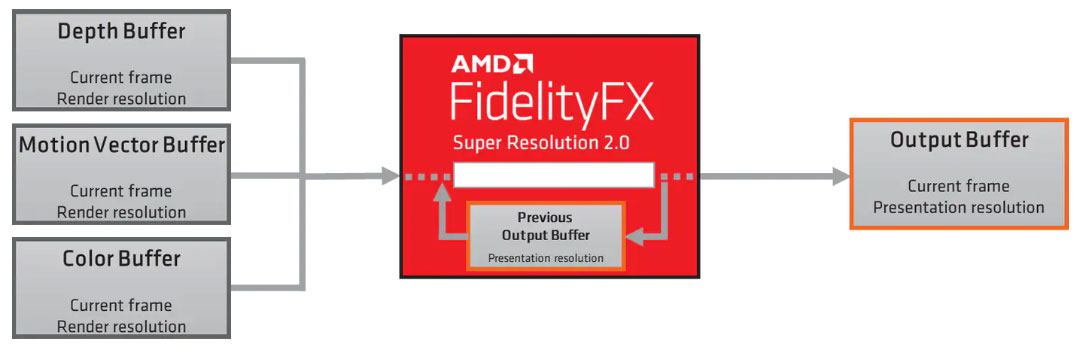 Depth Buffer
Current frame
Render resolution
Motion Vector Buffer
Current frame
Render resolution
Color Buffer
Current frame
Render resolution
AMD
FidelityFX
Super Resolution 2.0
Previous
Output Buffer
Presentation resolution
Output Buffer
Current frame
Presentation resolution